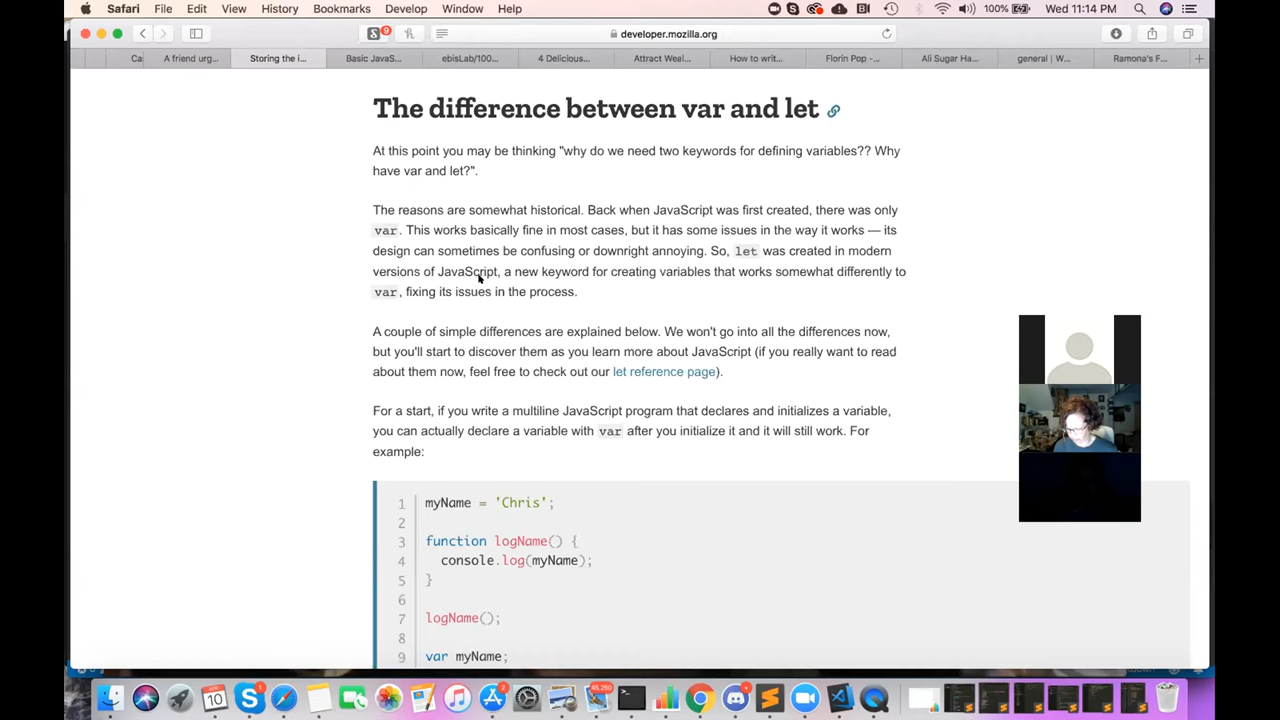 Safari File Edit View History Bookmarks Develop Window Help 100% Wed 11:14 PM
S 9 developer.mozilla.org
Ca A friend urg... Storing the i... Basic JavaS... ebisLab/100... 4 Delicious... Attract Weal... How to writ... Florin Pop -... Ali Sugar Ha... general | W... Ramona's F... +
The difference between var and let
At this point you may be thinking "why do we need two keywords for defining variables?? Why
have var and let?".
The reasons are somewhat historical. Back when JavaScript was first created, there was only
var. This works basically fine in most cases, but it has some issues in the way it works — its
design can sometimes be confusing or downright annoying. So, let was created in modern
versions of JavaScript, a new keyword for creating variables that works somewhat differently to
var, fixing its issues in the process.
A couple of simple differences are explained below. We won't go into all the differences now,
but you'll start to discover them as you learn more about JavaScript (if you really want to read
about them now, feel free to check out our let reference page).
For a start, if you write a multiline JavaScript program that declares and initializes a variable,
you can actually declare a variable with var after you initialize it and it will still work. For
example:
1 myName = 'Chris';
2
3 function logName() {
4 console.log(myName);
5 }
6
7 logName();
8
9 var myName;
APR 10 45,250